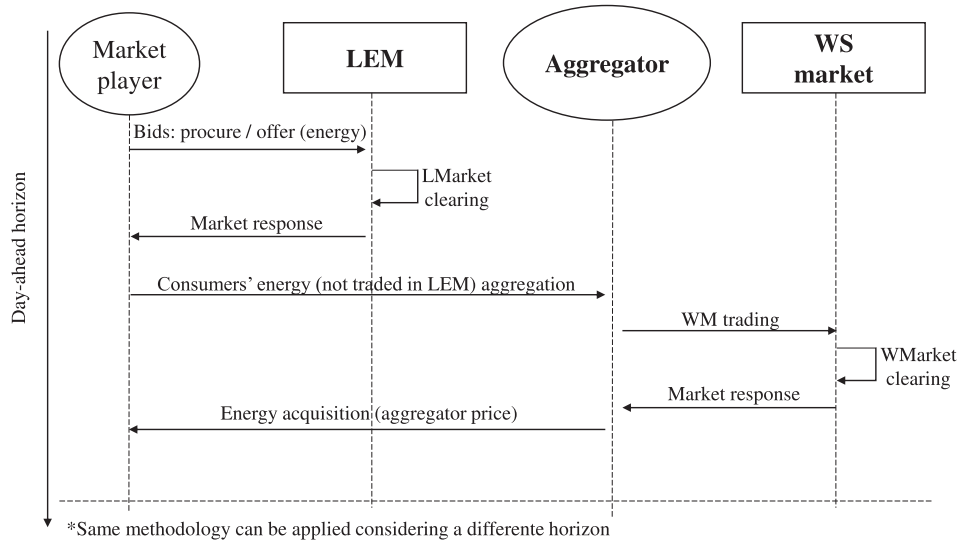 Market
player
LEM
Aggregator
WS
market
Bids: procure / offer (energy)
LMarket
clearing
Market response
Consumers' energy (not traded in LEM) aggregation
WM trading
WMarket
clearing
Market response
Energy acquisition (aggregator price)
Day-ahead horizon
*Same methodology can be applied considering a differente horizon